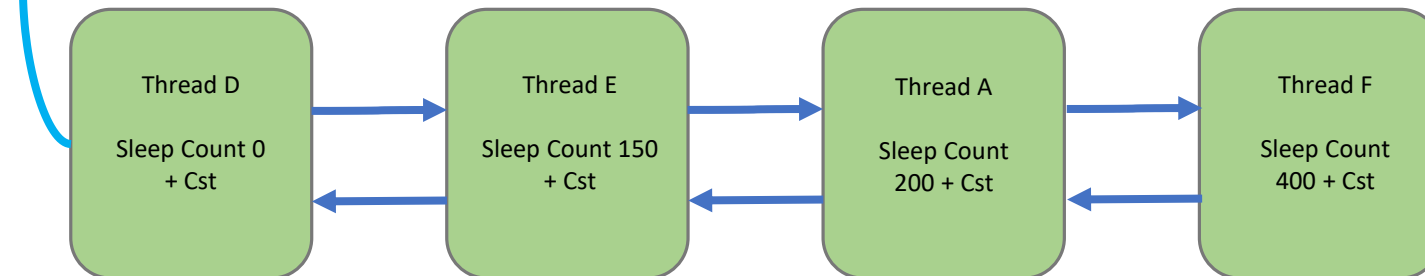 Thread D
Sleep Count 0
+ Cst
Thread E
Sleep Count 150
+ Cst
Thread A
Sleep Count
200 + Cst
Thread F
Sleep Count
400 + Cst